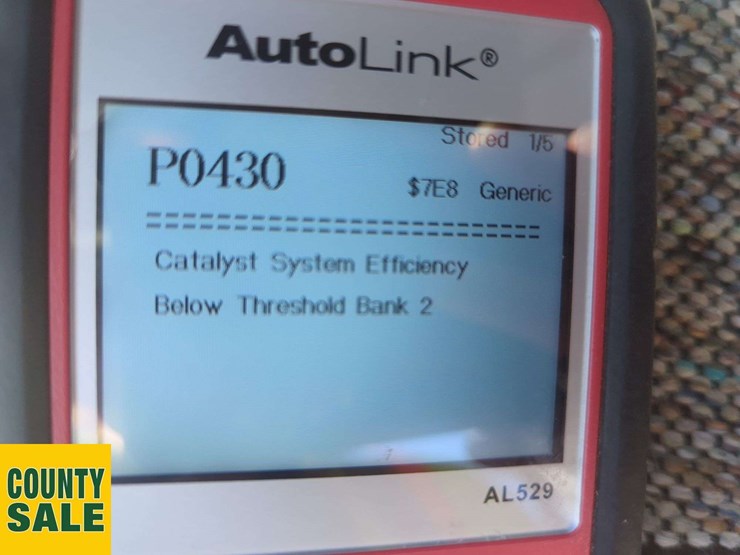 AutoLink®
Stored 1/5
P0430
$7E8 Generic
==============================
Catalyst System Efficiency
Below Threshold Bank 2
AL529
COUNTY
SALE